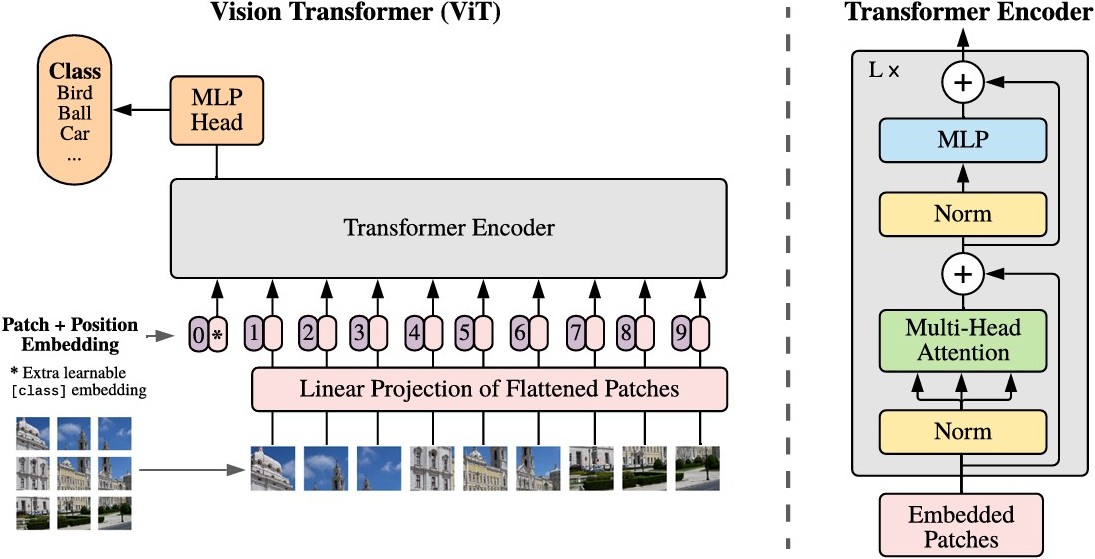 Vision Transformer (ViT)
Class
Bird
Ball
Car
...
MLP
Head
Transformer Encoder
Patch + Position
Embedding
0 * 1 2 3 4 5 6 7 8 9
* Extra learnable
[class] embedding
Linear Projection of Flattened Patches
Transformer Encoder
L ×
+
MLP
Norm
+
Multi-Head
Attention
Norm
Embedded
Patches